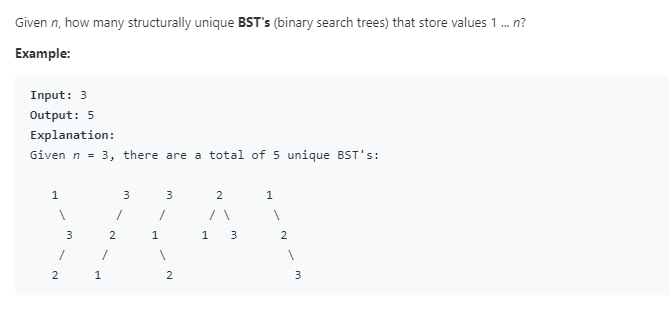 Given n, how many structurally unique BST's (binary search trees) that store values 1 ... n?
Example:
Input: 3
Output: 5
Explanation:
Given n = 3, there are a total of 5 unique BST's:
1 3 3 2 1
\ / / / \ \
3 2 1 1 3 2
/ / \ \
2 1 2 3